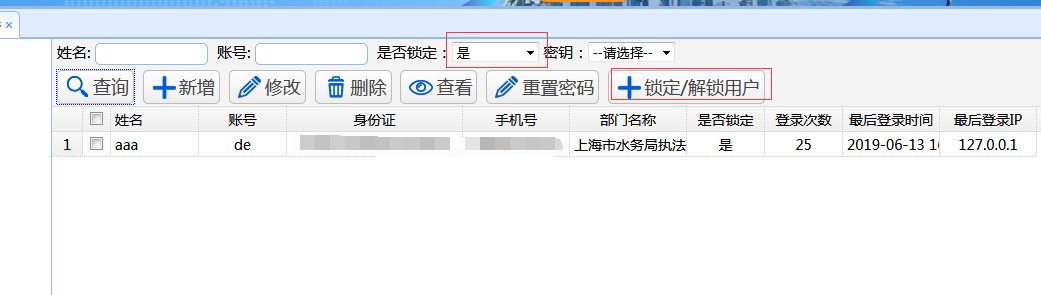 姓名: 账号: 是否锁定： 是 密钥： --请选择--
查询 新增 修改 删除 查看 重置密码 锁定/解锁用户
姓名 账号 身份证 手机号 部门名称 是否锁定 登录次数 最后登录时间 最后登录IP
1 aaa de 上海市水务局执法 是 25 2019-06-13 127.0.0.1